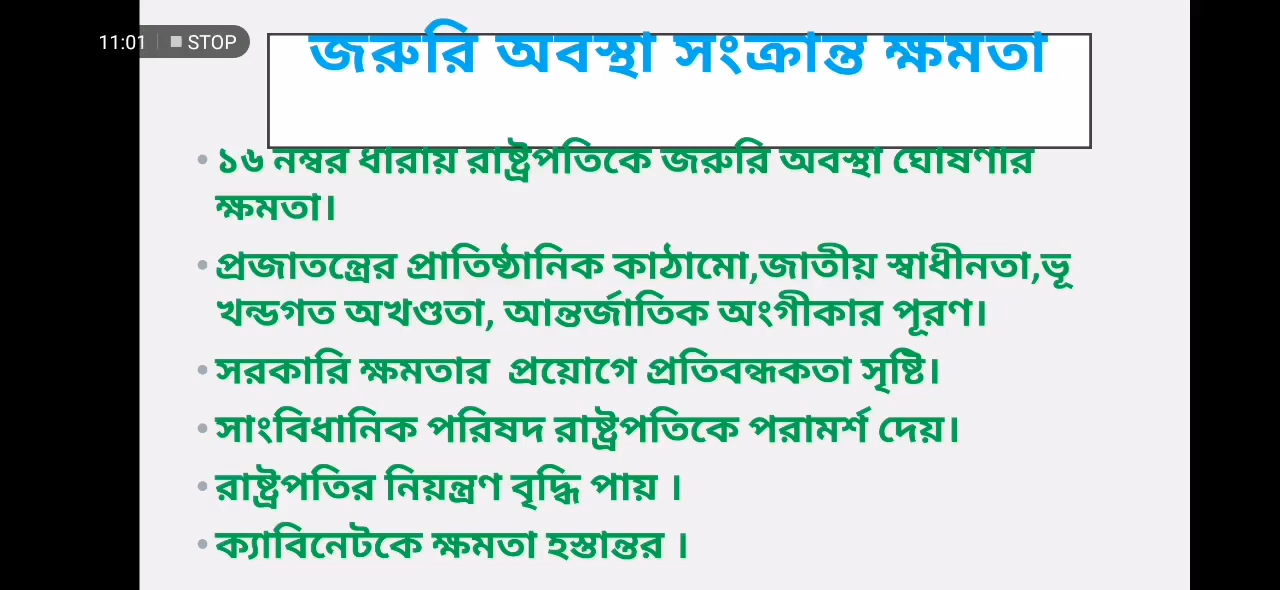 11:01 STOP
জরুরি অবস্থা সংক্রান্ত ক্ষমতা
• ১৬ নম্বর ধারায় রাষ্ট্রপতিকে জরুরি অবস্থা ঘোষণার
ক্ষমতা।
• প্রজাতন্ত্রের প্রাতিষ্ঠানিক কাঠামো,জাতীয় স্বাধীনতা,ভূ
খন্ডগত অখণ্ডতা, আন্তর্জাতিক অংগীকার পূরণ।
• সরকারি ক্ষমতার প্রয়োগে প্রতিবন্ধকতা সৃষ্টি।
• সাংবিধানিক পরিষদ রাষ্ট্রপতিকে পরামর্শ দেয়।
• রাষ্ট্রপতির নিয়ন্ত্রণ বৃদ্ধি পায় ।
• ক্যাবিনেটকে ক্ষমতা হস্তান্তর ।